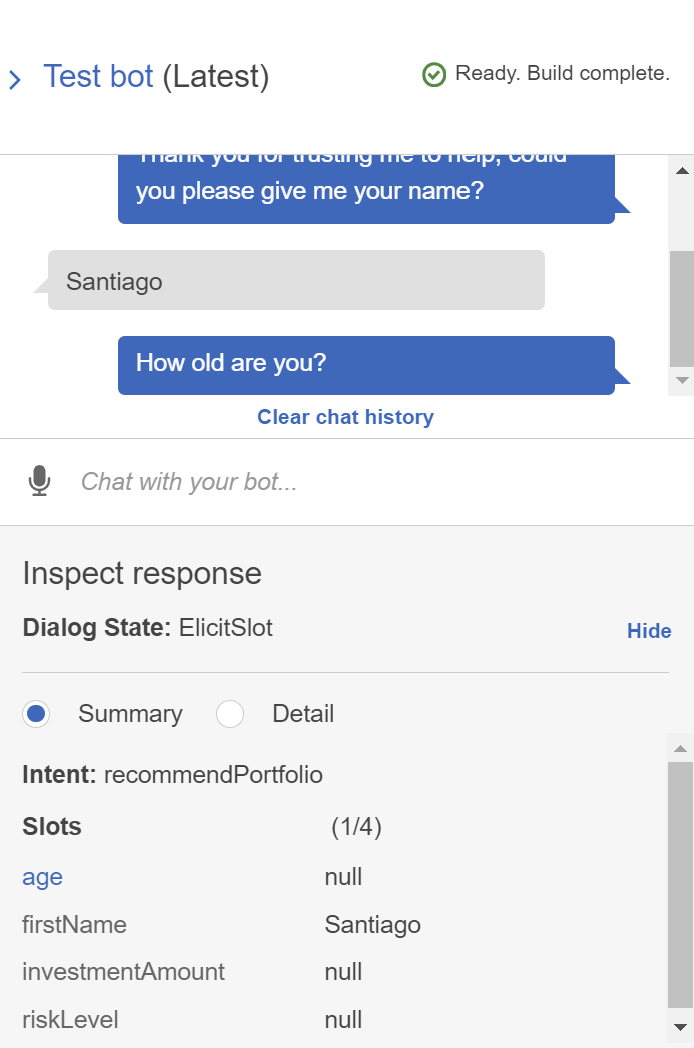 Test bot (Latest)
Ready. Build complete.
Thank you for trusting me to help, could
you please give me your name?
Santiago
How old are you?
Clear chat history
Chat with your bot...
Inspect response
Dialog State: ElicitSlot
Hide
Summary Detail
Intent: recommendPortfolio
Slots (1/4)
age null
firstName Santiago
investmentAmount null
riskLevel null